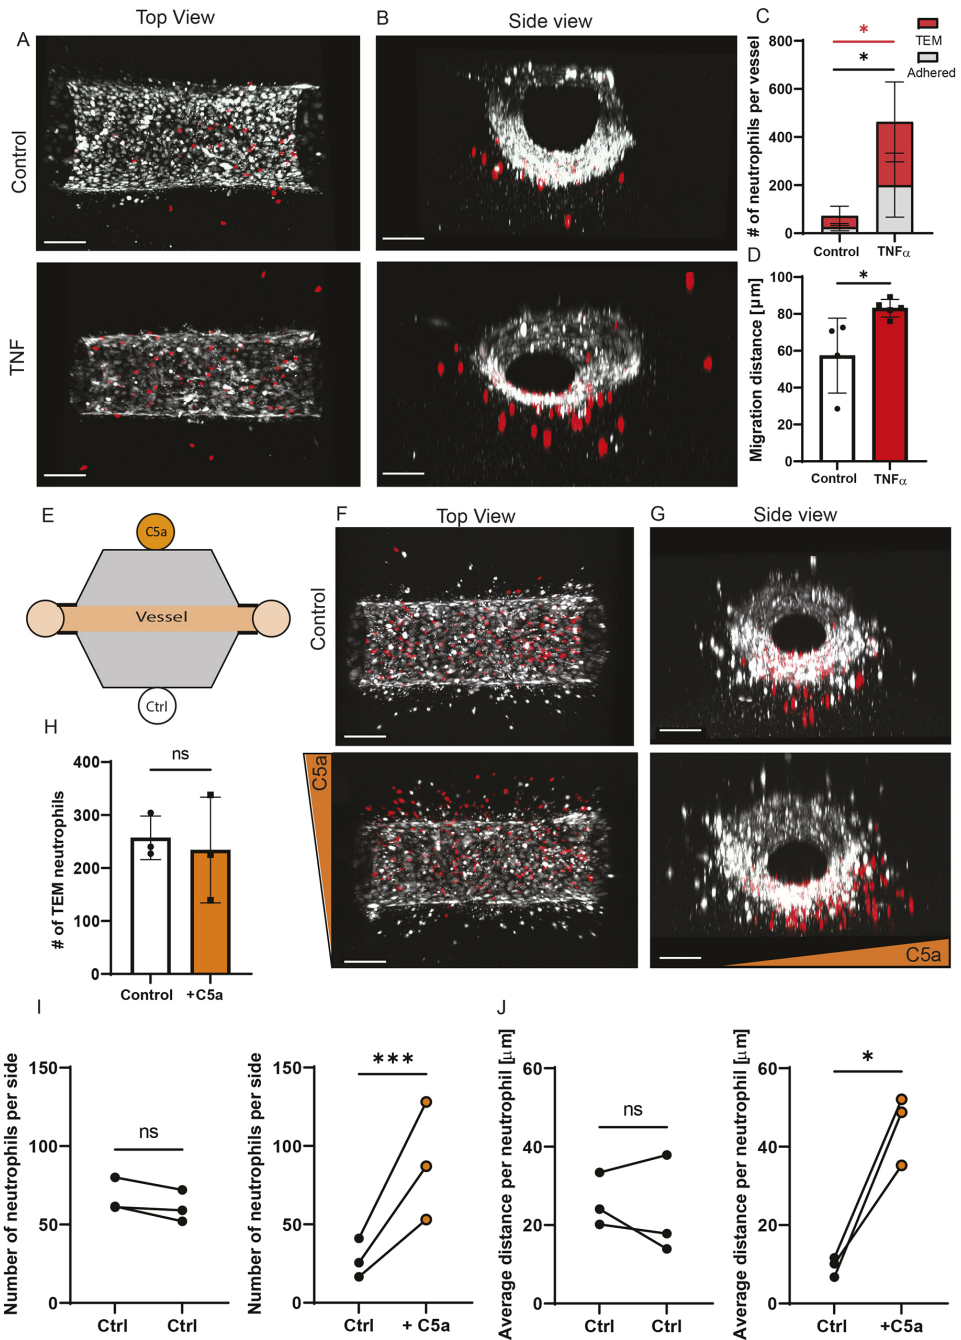 Top View
Side view
A
B
C
Control
TNF
# of neutrophils per vessel
800
600
400
200
0
*
*
TEM
Adhered
Control
TNFα
D
Migration distance [µm]
100
80
60
40
20
0
*
Control
TNFα
E
C5a
Vessel
Ctrl
F
Top View
G
Side view
Control
C5a
C5a
H
# of TEM neutrophils
400
300
200
100
0
ns
Control
+C5a
I
Number of neutrophils per side
150
100
50
0
ns
Ctrl
Ctrl
Number of neutrophils per side
150
100
50
0
***
Ctrl
+ C5a
J
Average distance per neutrophil [µm]
60
40
20
0
ns
Ctrl
Ctrl
Average distance per neutrophil [µm]
60
40
20
0
*
Ctrl
+C5a